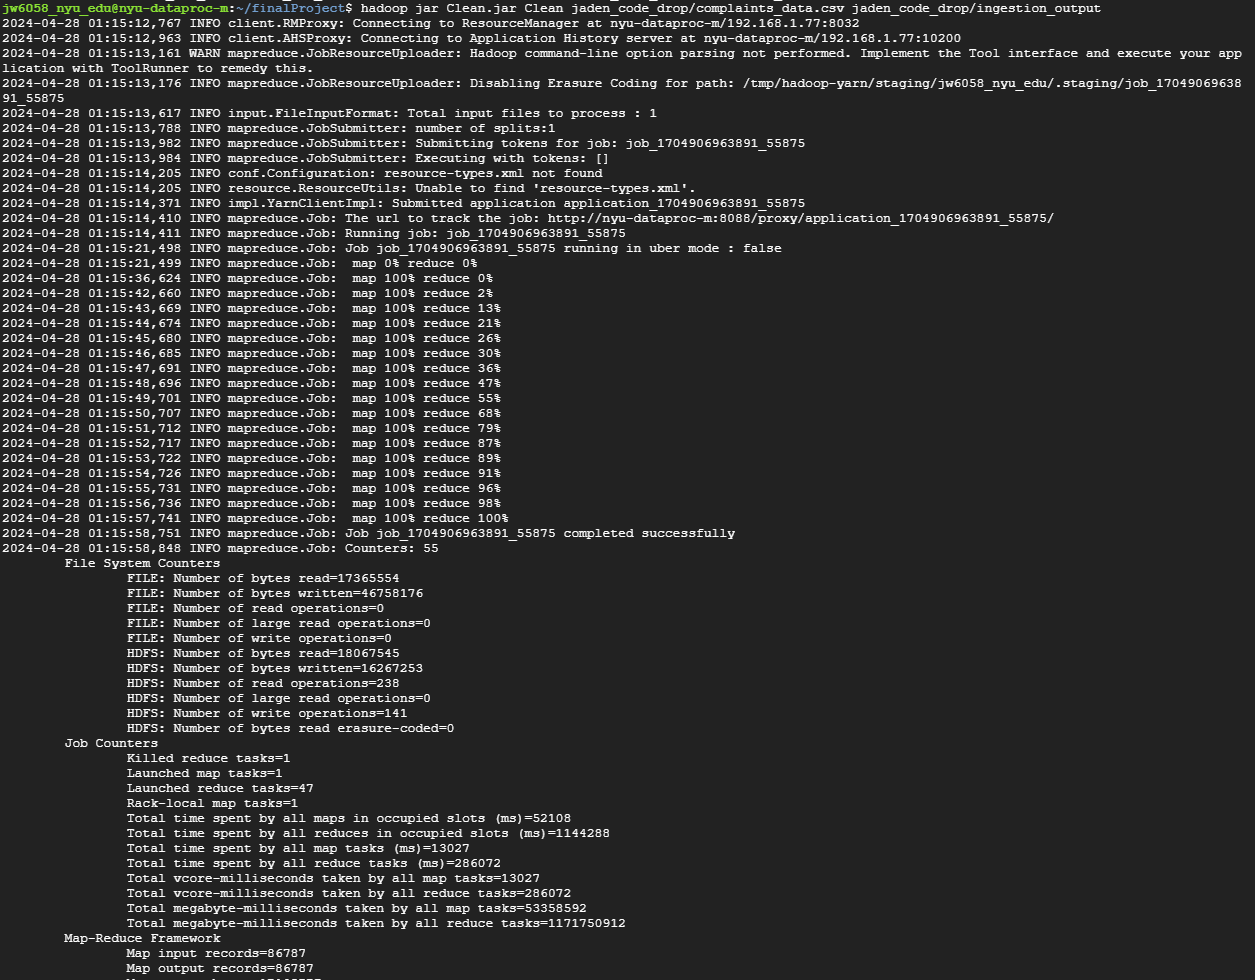 jw6058_nyu_edu@nyu-dataproc-m:~/finalProject$ hadoop jar Clean.jar Clean jaden_code_drop/complaints_data.csv jaden_code_drop/ingestion_output
2024-04-28 01:15:12,767 INFO client.RMProxy: Connecting to ResourceManager at nyu-dataproc-m/192.168.1.77:8032
2024-04-28 01:15:12,963 INFO client.AHSProxy: Connecting to Application History server at nyu-dataproc-m/192.168.1.77:10200
2024-04-28 01:15:13,161 WARN mapreduce.JobResourceUploader: Hadoop command-line option parsing not performed. Implement the Tool interface and execute your app
lication with ToolRunner to remedy this.
2024-04-28 01:15:13,176 INFO mapreduce.JobResourceUploader: Disabling Erasure Coding for path: /tmp/hadoop-yarn/staging/jw6058_nyu_edu/.staging/job_17049069638
91_55875
2024-04-28 01:15:13,617 INFO input.FileInputFormat: Total input files to process : 1
2024-04-28 01:15:13,788 INFO mapreduce.JobSubmitter: number of splits:1
2024-04-28 01:15:13,982 INFO mapreduce.JobSubmitter: Submitting tokens for job: job_1704906963891_55875
2024-04-28 01:15:13,984 INFO mapreduce.JobSubmitter: Executing with tokens: []
2024-04-28 01:15:14,205 INFO conf.Configuration: resource-types.xml not found
2024-04-28 01:15:14,205 INFO resource.ResourceUtils: Unable to find 'resource-types.xml'.
2024-04-28 01:15:14,371 INFO impl.YarnClientImpl: Submitted application application_1704906963891_55875
2024-04-28 01:15:14,410 INFO mapreduce.Job: The url to track the job: http://nyu-dataproc-m:8088/proxy/application_1704906963891_55875/
2024-04-28 01:15:14,411 INFO mapreduce.Job: Running job: job_1704906963891_55875
2024-04-28 01:15:21,498 INFO mapreduce.Job: Job job_1704906963891_55875 running in uber mode : false
2024-04-28 01:15:21,499 INFO mapreduce.Job:  map 0% reduce 0%
2024-04-28 01:15:36,624 INFO mapreduce.Job:  map 100% reduce 0%
2024-04-28 01:15:42,660 INFO mapreduce.Job:  map 100% reduce 2%
2024-04-28 01:15:43,669 INFO mapreduce.Job:  map 100% reduce 13%
2024-04-28 01:15:44,674 INFO mapreduce.Job:  map 100% reduce 21%
2024-04-28 01:15:45,680 INFO mapreduce.Job:  map 100% reduce 26%
2024-04-28 01:15:46,685 INFO mapreduce.Job:  map 100% reduce 30%
2024-04-28 01:15:47,691 INFO mapreduce.Job:  map 100% reduce 36%
2024-04-28 01:15:48,696 INFO mapreduce.Job:  map 100% reduce 47%
2024-04-28 01:15:49,701 INFO mapreduce.Job:  map 100% reduce 55%
2024-04-28 01:15:50,707 INFO mapreduce.Job:  map 100% reduce 68%
2024-04-28 01:15:51,712 INFO mapreduce.Job:  map 100% reduce 79%
2024-04-28 01:15:52,717 INFO mapreduce.Job:  map 100% reduce 87%
2024-04-28 01:15:53,722 INFO mapreduce.Job:  map 100% reduce 89%
2024-04-28 01:15:54,726 INFO mapreduce.Job:  map 100% reduce 91%
2024-04-28 01:15:55,731 INFO mapreduce.Job:  map 100% reduce 96%
2024-04-28 01:15:56,736 INFO mapreduce.Job:  map 100% reduce 98%
2024-04-28 01:15:57,741 INFO mapreduce.Job:  map 100% reduce 100%
2024-04-28 01:15:58,751 INFO mapreduce.Job: Job job_1704906963891_55875 completed successfully
2024-04-28 01:15:58,848 INFO mapreduce.Job: Counters: 55
File System Counters
FILE: Number of bytes read=17365554
FILE: Number of bytes written=46758176
FILE: Number of read operations=0
FILE: Number of large read operations=0
FILE: Number of write operations=0
HDFS: Number of bytes read=18067545
HDFS: Number of bytes written=16267253
HDFS: Number of read operations=238
HDFS: Number of large read operations=0
HDFS: Number of write operations=141
HDFS: Number of bytes read erasure-coded=0
Job Counters
Killed reduce tasks=1
Launched map tasks=1
Launched reduce tasks=47
Rack-local map tasks=1
Total time spent by all maps in occupied slots (ms)=52108
Total time spent by all reduces in occupied slots (ms)=1144288
Total time spent by all map tasks (ms)=13027
Total time spent by all reduce tasks (ms)=286072
Total vcore-milliseconds taken by all map tasks=13027
Total vcore-milliseconds taken by all reduce tasks=286072
Total megabyte-milliseconds taken by all map tasks=53358592
Total megabyte-milliseconds taken by all reduce tasks=1171750912
Map-Reduce Framework
Map input records=86787
Map output records=86787